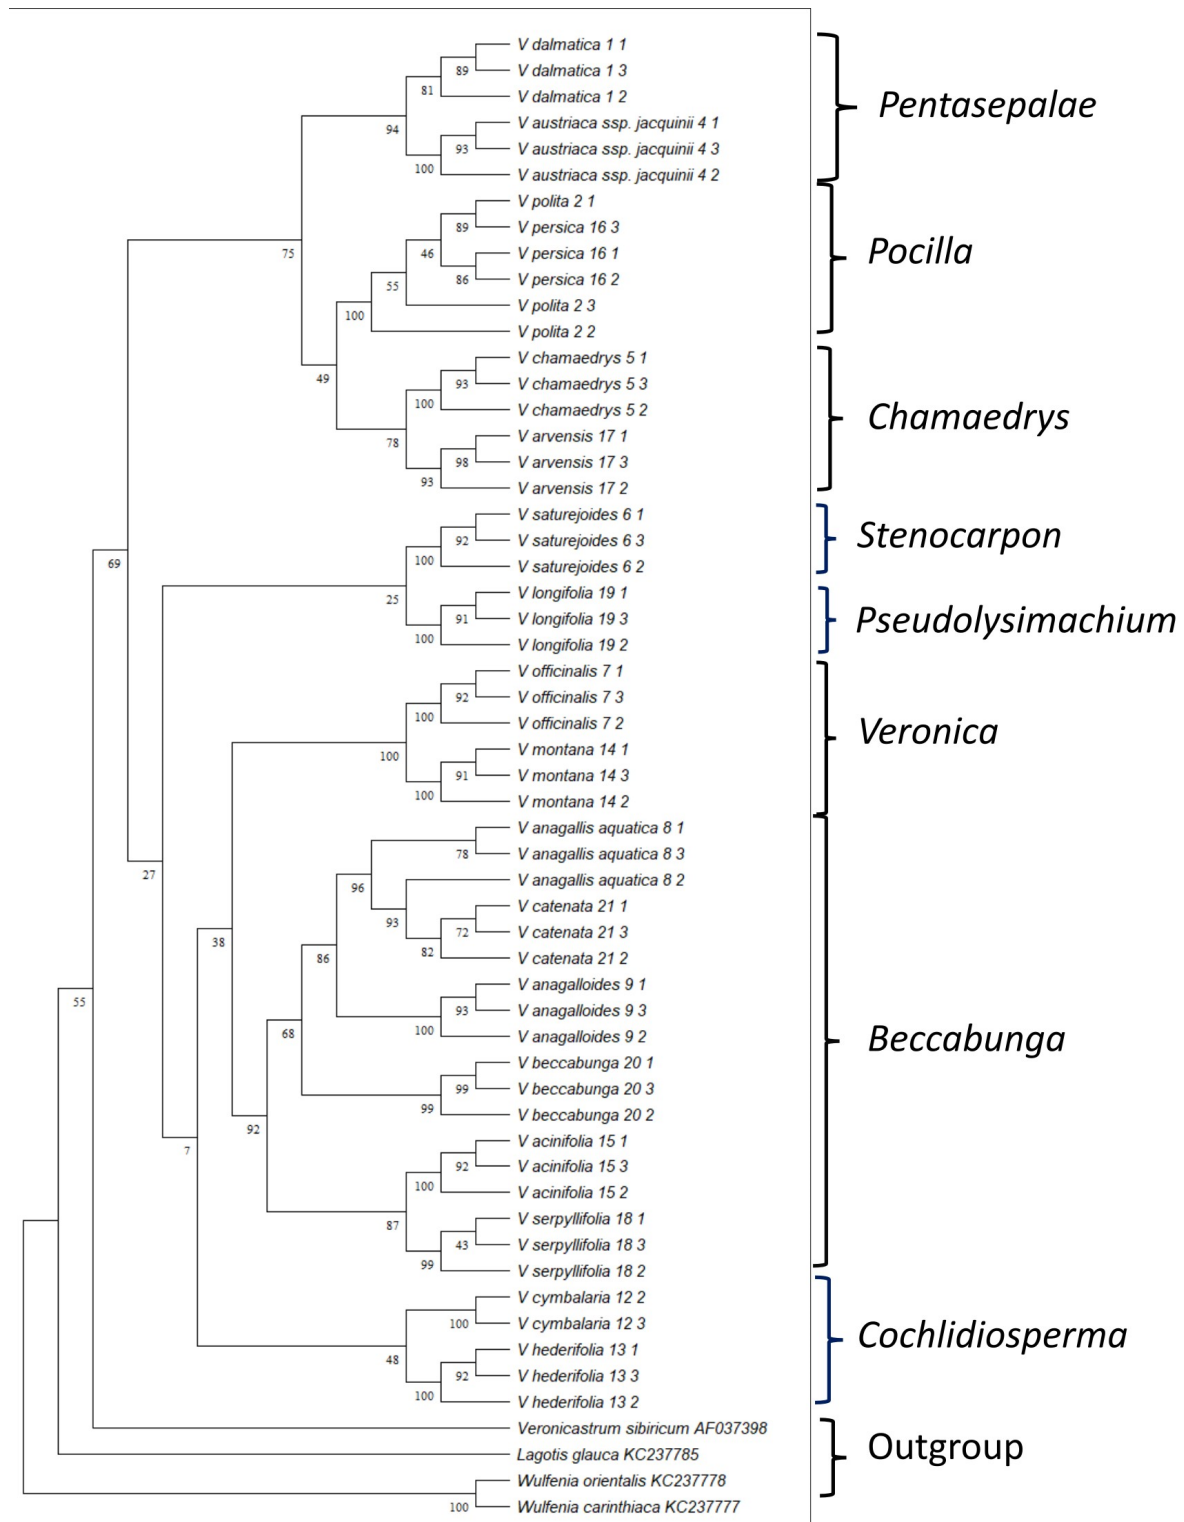 V dalmatica 1 1
89
V dalmatica 1 3
81
V dalmatica 1 2
Pentasepalae
94
V austriaca ssp. jacquinii 4 1
93
V austriaca ssp. jacquinii 4 3
100
V austriaca ssp. jacquinii 4 2
V polita 2 1
89
V persica 16 3
75
46
V persica 16 1
Pocilla
86
V persica 16 2
55
V polita 2 3
100
V polita 2 2
V chamaedrys 5 1
49
93
V chamaedrys 5 3
100
V chamaedrys 5 2
Chamaedrys
78
V arvensis 17 1
98
V arvensis 17 3
93
V arvensis 17 2
V saturejoides 6 1
92
V saturejoides 6 3
Stenocarpon
69
100
V saturejoides 6 2
25
V longifolia 19 1
91
V longifolia 19 3
Pseudolysimachium
100
V longifolia 19 2
V officinalis 7 1
92
V officinalis 7 3
100
V officinalis 7 2
Veronica
100
V montana 14 1
91
V montana 14 3
100
V montana 14 2
V anagallis aquatica 8 1
78
V anagallis aquatica 8 3
27
96
V anagallis aquatica 8 2
93
V catenata 21 1
38
72
V catenata 21 3
86
82
V catenata 21 2
V anagalloides 9 1
55
93
V anagalloides 9 3
68
100
V anagalloides 9 2
Beccabunga
V beccabunga 20 1
99
V beccabunga 20 3
99
V beccabunga 20 2
92
V acinifolia 15 1
7
92
V acinifolia 15 3
100
V acinifolia 15 2
87
V serpyllifolia 18 1
43
V serpyllifolia 18 3
99
V serpyllifolia 18 2
V cymbalaria 12 2
100
V cymbalaria 12 3
Cochlidiosperma
48
V hederifolia 13 1
92
V hederifolia 13 3
100
V hederifolia 13 2
Veronicastrum sibiricum AF037398
Outgroup
Lagotis glauca KC237785
Wulfenia orientalis KC237778
100
Wulfenia carinthiaca KC237777